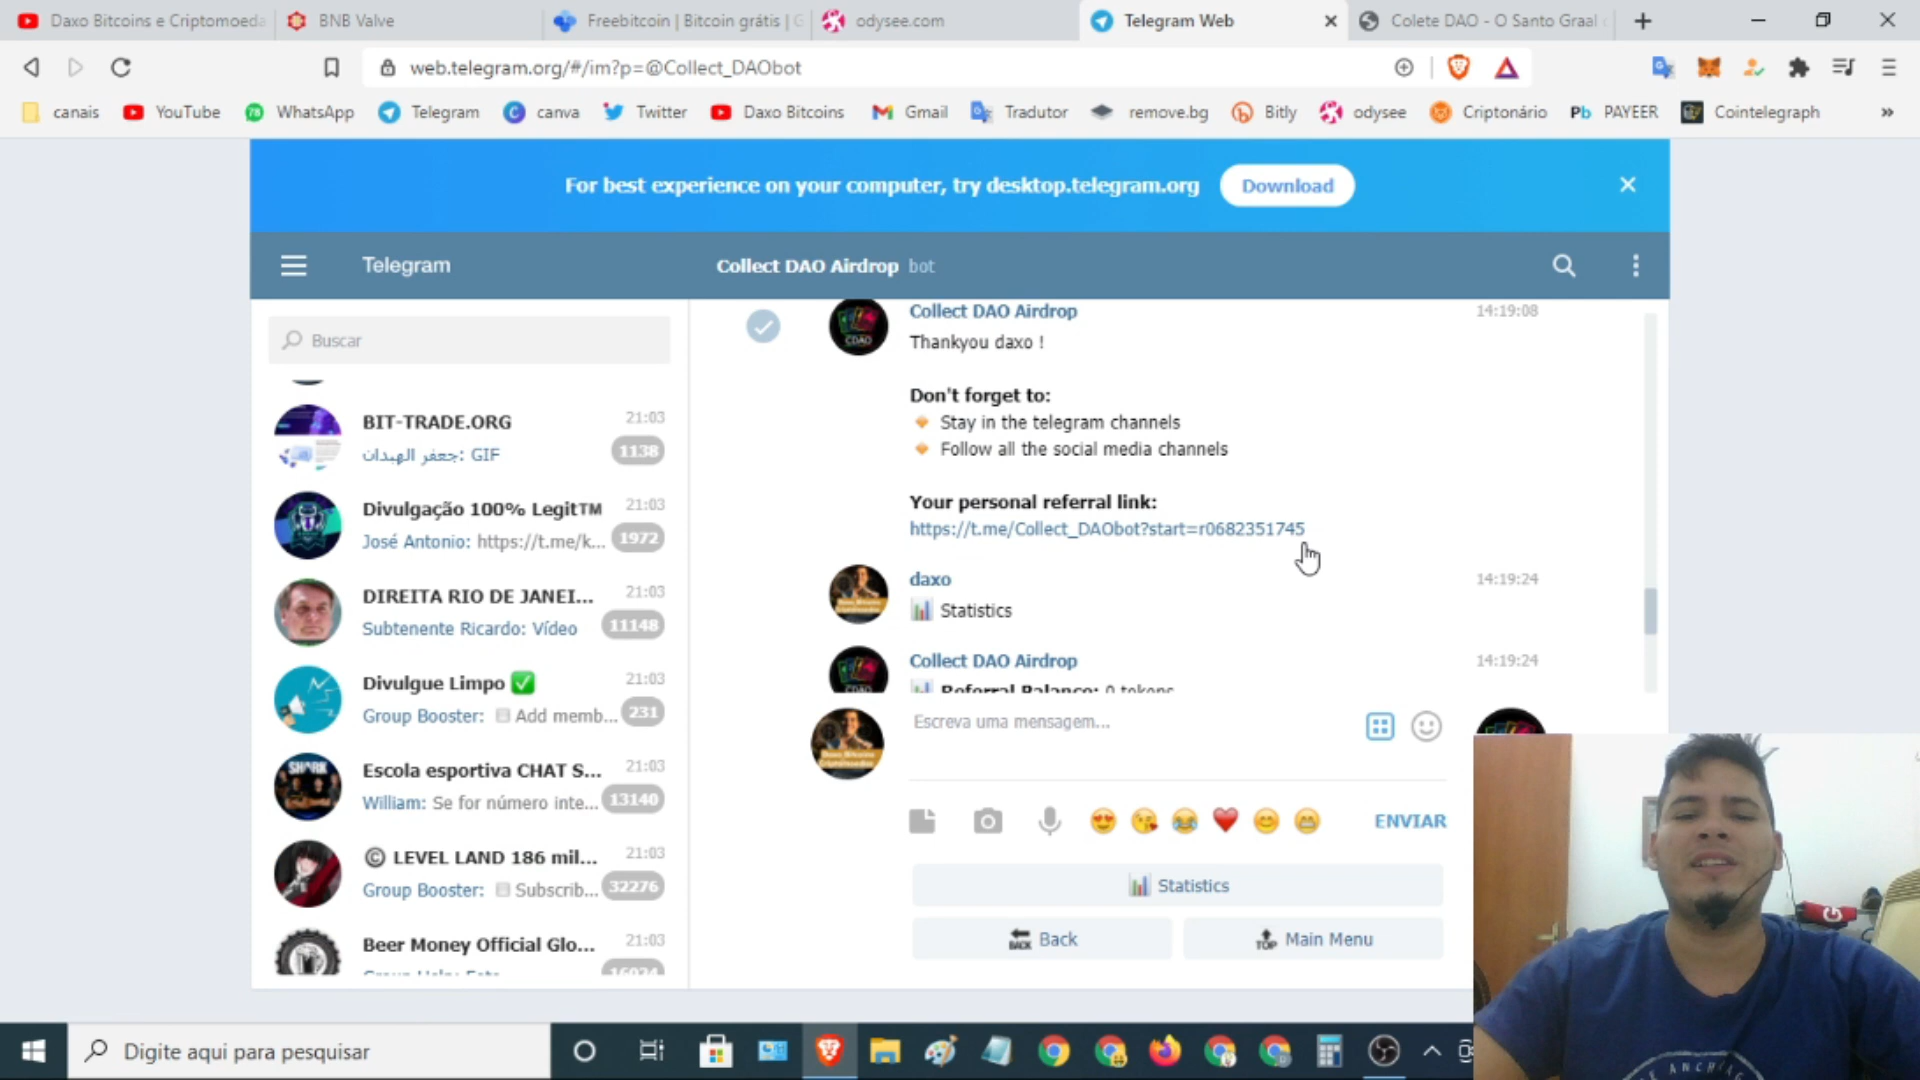 Daxo Bitcoins e Criptomoeda
BNB Valve
Freebitcoin | Bitcoin grátis | G
odysee.com
Telegram Web
Colete DAO - O Santo Graal
web.telegram.org/#/im?p=@Collect_DAObot
canais
YouTube
WhatsApp
Telegram
canva
Twitter
Daxo Bitcoins
Gmail
Tradutor
remove.bg
Bitly
odysee
Criptonário
Pb PAYEER
Cointelegraph
»
For best experience on your computer, try desktop.telegram.org
Download
Telegram
Collect DAO Airdrop bot
Buscar
BIT-TRADE.ORG 21:03
جعفر الهبدات: GIF 1138
Divulgação 100% Legit™ 21:03
José Antonio: https://t.me/k... 1972
DIREITA RIO DE JANEI... 21:03
Subtenente Ricardo: Vídeo 11148
Divulgue Limpo ✅ 21:03
Group Booster: Add memb... 231
Escola esportiva CHAT S... 21:03
William: Se for número inte... 13140
© LEVEL LAND 186 mil... 21:03
Group Booster: Subscrib... 32276
Beer Money Official Glo... 21:03
CDAO
Collect DAO Airdrop 14:19:08
Thankyou daxo !
Don't forget to:
🔸 Stay in the telegram channels
🔸 Follow all the social media channels
Your personal referral link:
https://t.me/Collect_DAObot?start=r0682351745
daxo 14:19:24
📊 Statistics
Collect DAO Airdrop 14:19:24
📊 Referral Balance: 0 tokens
Escreva uma mensagem...
😍 😘 😂 ❤️ 😊 😁
ENVIAR
📊 Statistics
🔙 Back
🔝 Main Menu
Digite aqui para pesquisar